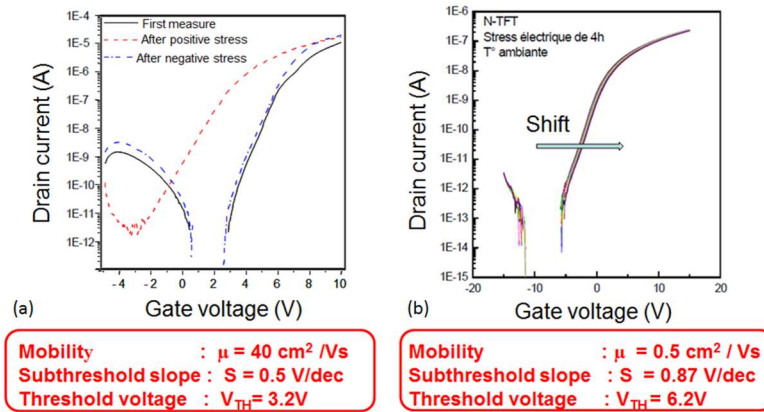 First measure
After positive stress
After negative stress
1E-4
1E-5
1E-6
1E-7
1E-8
1E-9
1E-10
1E-11
1E-12
Drain current (A)
-4 -2 0 2 4 6 8 10
(a) Gate voltage (V)
N-TFT
Stress électrique de 4h
T° ambiante
Shift
1E-6
1E-7
1E-8
1E-9
1E-10
1E-11
1E-12
1E-13
1E-14
1E-15
Drain current (A)
-20 -10 0 10 20
(b) Gate voltage (V)
Mobility : μ = 40 cm² /Vs
Subthreshold slope : S = 0.5 V/dec
Threshold voltage : VTH= 3.2V
Mobility : μ = 0.5 cm² / Vs
Subthreshold slope : S = 0.87 V/dec
Threshold voltage : VTH= 6.2V